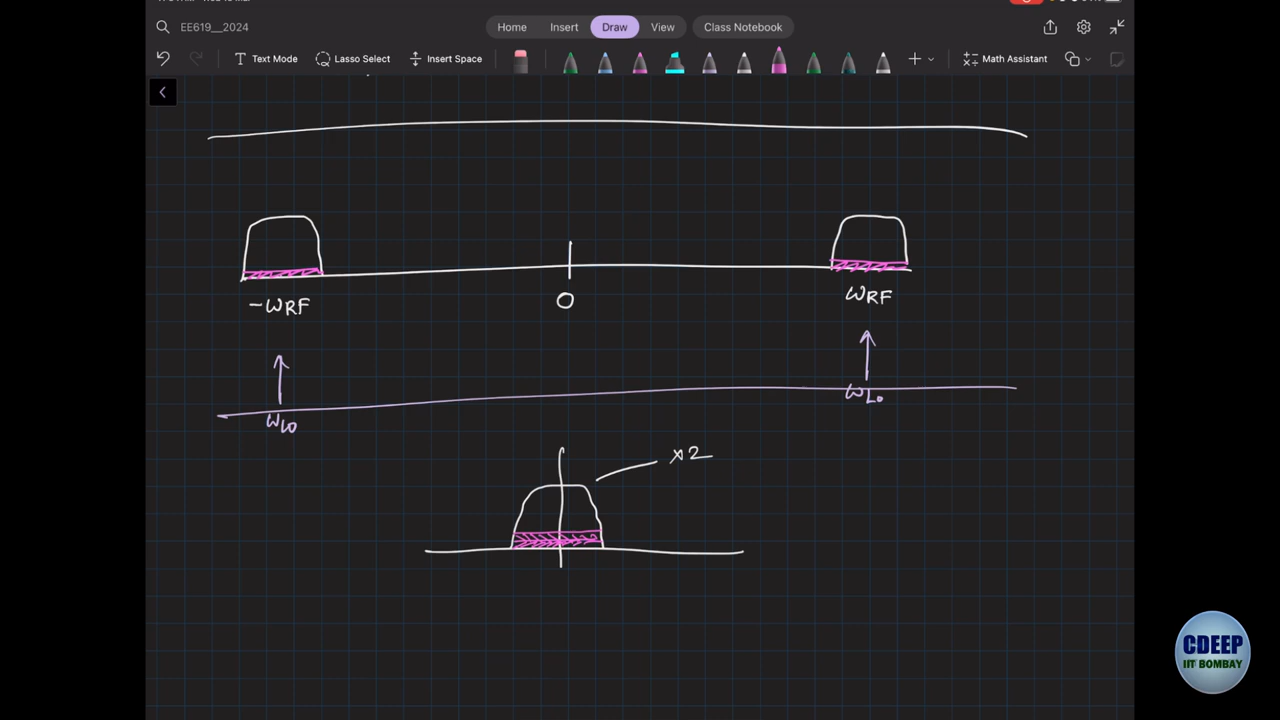 EE619__2024
Home Insert Draw View Class Notebook
Text Mode Lasso Select Insert Space Math Assistant
-ωRF 0 ωRF
ωLO ωLo
x2
CDEEP
IIT BOMBAY